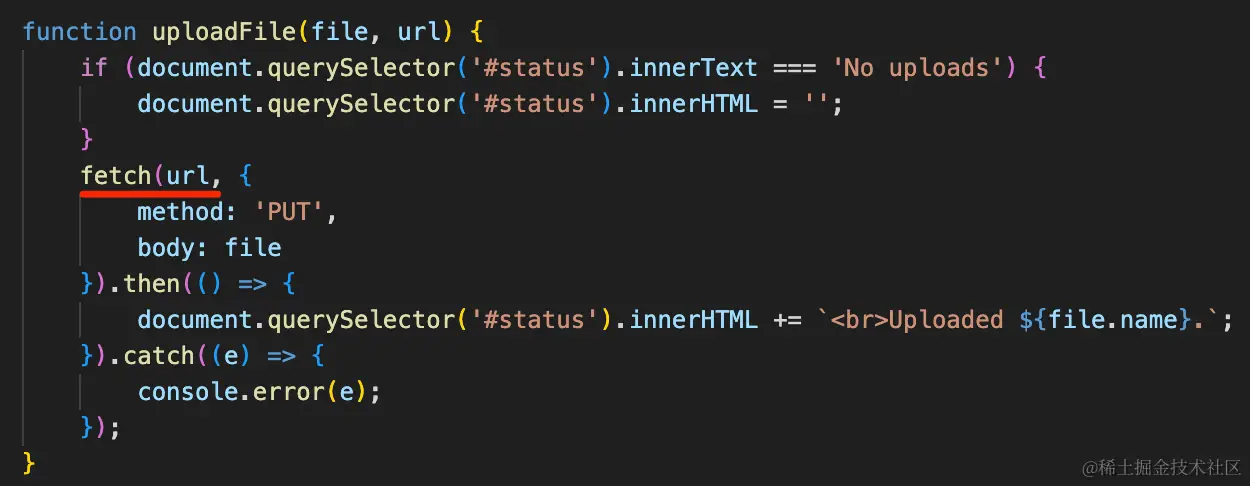 function uploadFile(file, url) {
    if (document.querySelector('#status').innerText === 'No uploads') {
        document.querySelector('#status').innerHTML = '';
    }
    fetch(url, {
        method: 'PUT',
        body: file
    }).then(() => {
        document.querySelector('#status').innerHTML += `<br>Uploaded ${file.name}.`;
    }).catch((e) => {
        console.error(e);
    });
}
@稀土掘金技术社区